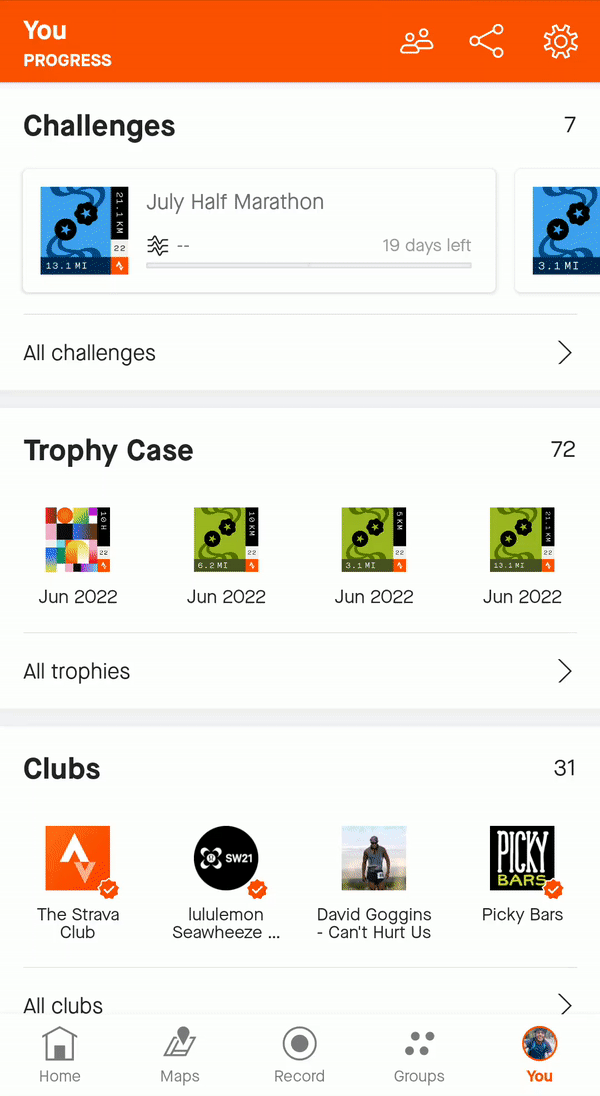 You
PROGRESS
Challenges
7
21.1 KM
22
13.1 MI
July Half Marathon
--
19 days left
3.1 MI
All challenges
Trophy Case
72
10 H
22
10 KM
22
6.2 MI
5 KM
22
3.1 MI
21.1 KM
22
13.1 MI
Jun 2022
Jun 2022
Jun 2022
Jun 2022
All trophies
Clubs
31
SW21
PICKY
BARS
The Strava
Club
lululemon
Seawheeze ...
David Goggins
- Can't Hurt Us
Picky Bars
All clubs
Home
Maps
Record
Groups
You